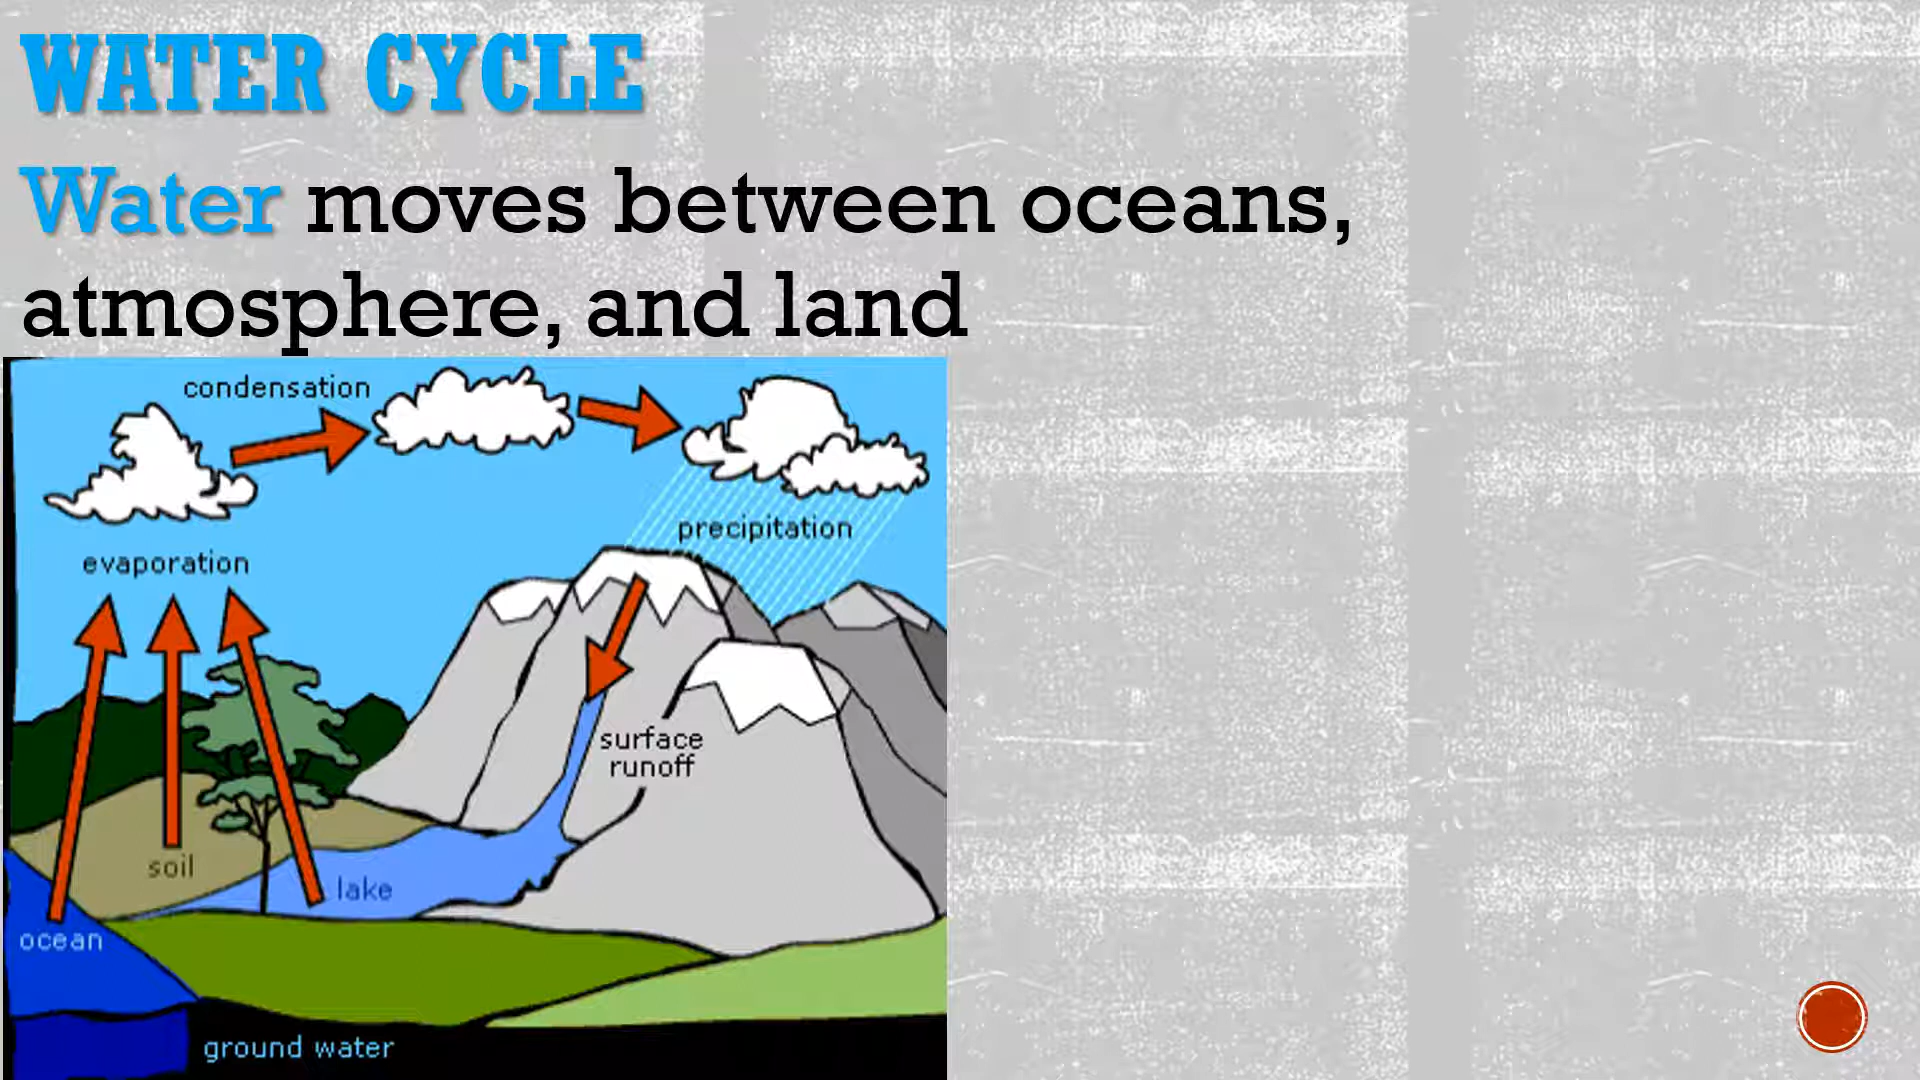 WATER CYCLE
Water moves between oceans,
atmosphere, and land
condensation
precipitation
evaporation
surface
runoff
soil
lake
ocean
ground water